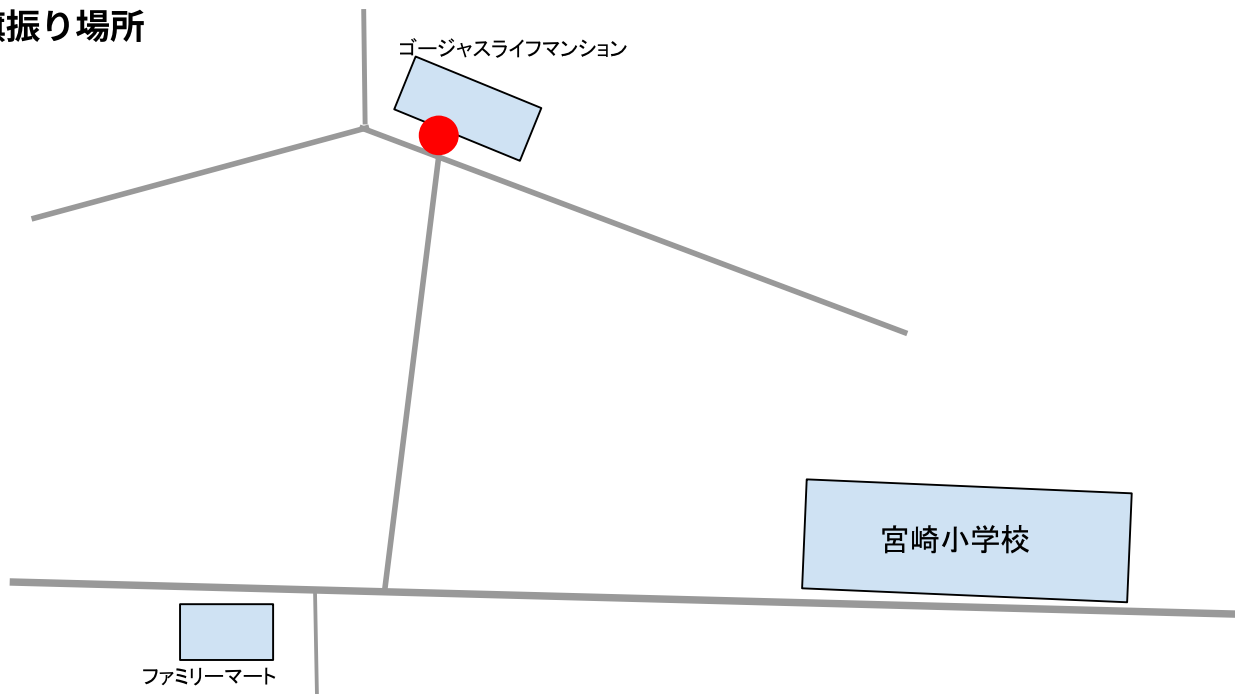 旗振り場所
ゴージャスライフマンション
宮崎小学校
ファミリーマート